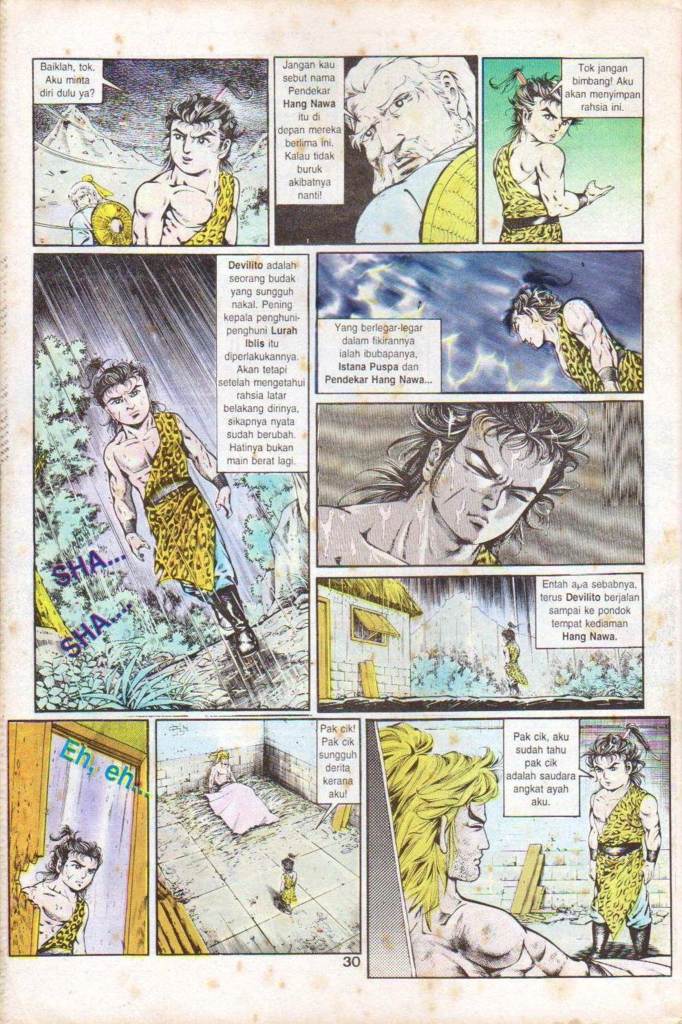 Baiklah, tok.
Aku minta
diri dulu ya?
Jangan kau
sebut nama
Pendekar
Hang Nawa
itu di
depan mereka
berlima ini.
Kalau tidak
buruk
akibatnya
nanti!
Tok jangan
bimbang! Aku
akan menyimpan
rahsia ini.
Devilito adalah
seorang budak
yang sungguh
nakal. Pening
kepala penghuni-
penghuni Lurah
Iblis itu
diperlakukannya.
Akan tetapi
setelah mengetahui
rahsia latar
belakang dirinya,
sikapnya nyata
sudah berubah.
Hatinya bukan
main berat lagi.
SHA...
SHA...
Yang berlegar-legar
dalam fikirannya
ialah ibubapanya,
Istana Puspa dan
Pendekar Hang Nawa...
Entah apa sebabnya,
terus Devilito berjalan
sampai ke pondok
tempat kediaman
Hang Nawa.
Eh, eh...
Pak cik!
Pak cik
sungguh
derita
kerana
aku!
Pak cik, aku
sudah tahu
pak cik
adalah saudara
angkat ayah
aku.
30